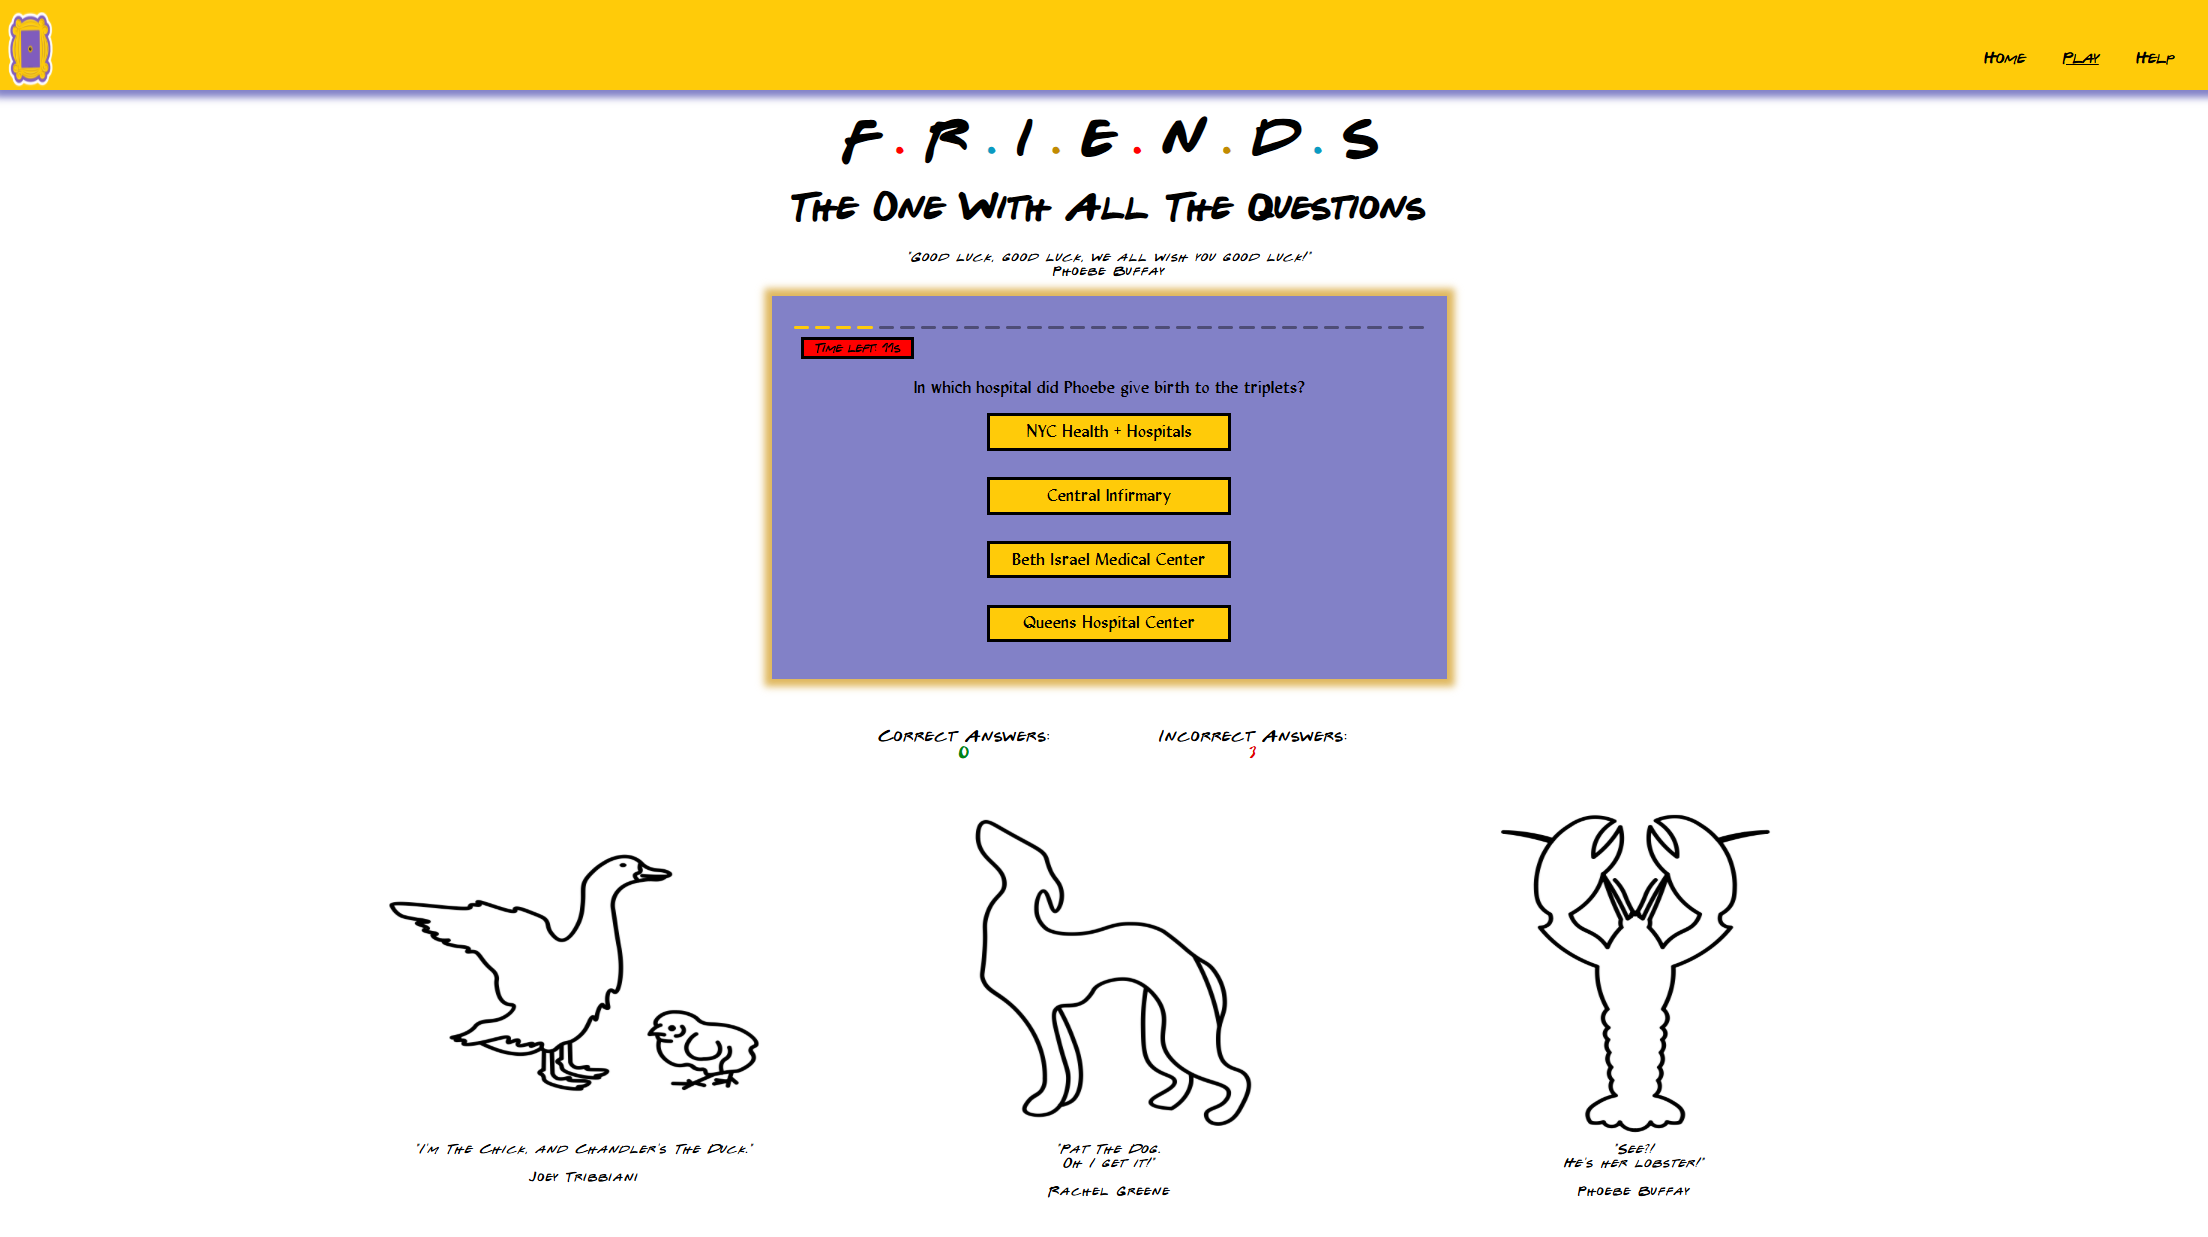 Home Play Help
F.R.I.E.N.D.S
The One With All The Questions
"Good luck, good luck, we all wish you good luck!"
Phoebe Buffay
Time left: 99s
In which hospital did Phoebe give birth to the triplets?
NYC Health + Hospitals
Central Infirmary
Beth Israel Medical Center
Queens Hospital Center
Correct Answers: Incorrect Answers:
0 3
"I'm The Chick, and Chandler's The Duck."
Joey Tribbiani
"Pat The Dog.
Oh I get it!"
Rachel Greene
"See?!
He's her lobster!"
Phoebe Buffay